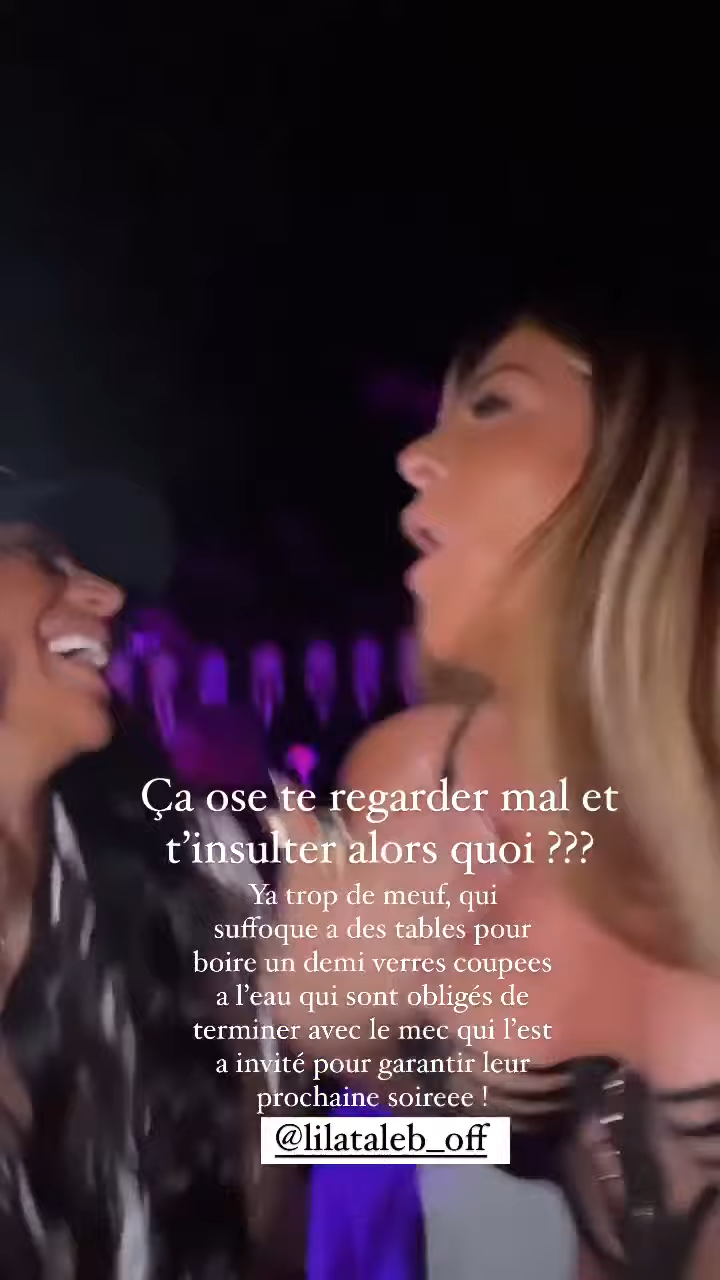 Ça ose te regarder mal et
t'insulter alors quoi ???
Ya trop de meuf, qui
suffoque a des tables pour
boire un demi verres coupees
a l'eau qui sont obligés de
terminer avec le mec qui l'est
a invité pour garantir leur
prochaine soireee !
@lilataleb_off